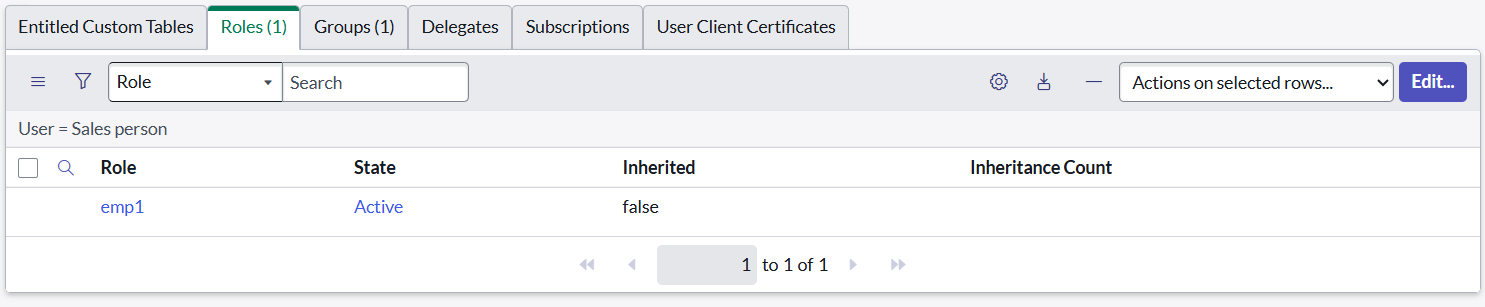 Entitled Custom Tables Roles (1) Groups (1) Delegates Subscriptions User Client Certificates
Role Search Actions on selected rows... Edit...
User = Sales person
Role State Inherited Inheritance Count
emp1 Active false
1 to 1 of 1